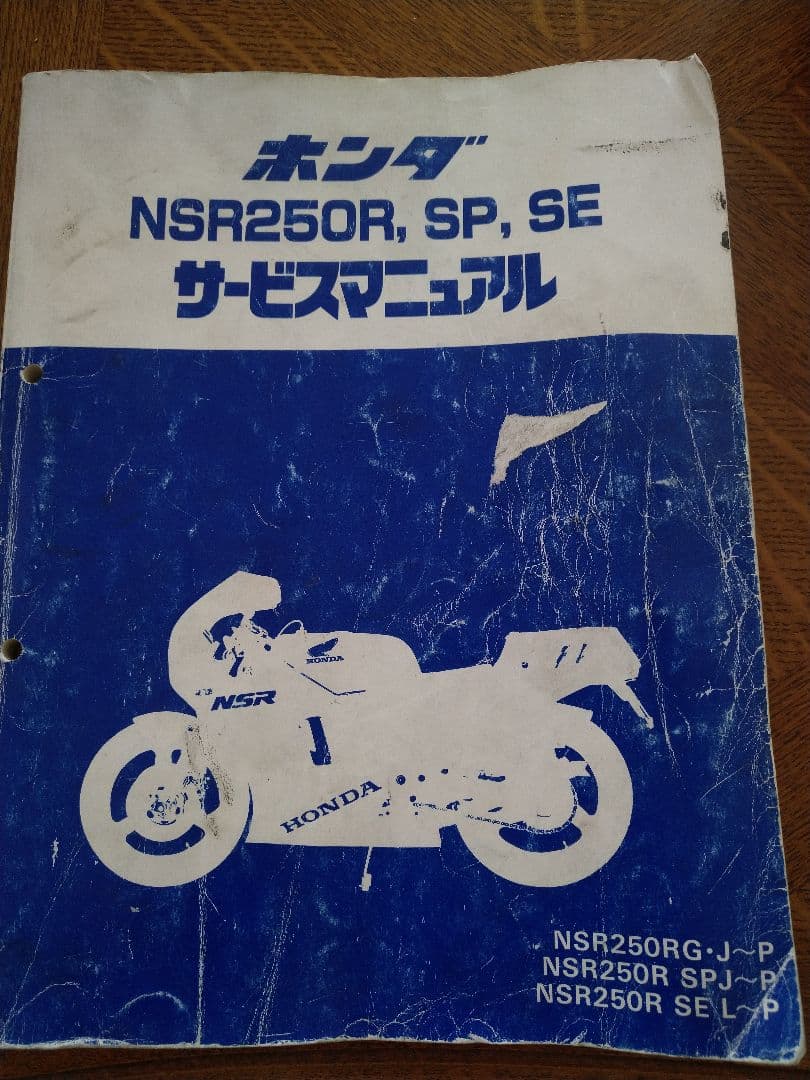 ホンダ
NSR250R, SP, SE
サービスマニュアル
HONDA
NSR
HONDA
NSR250RG・J〜P
NSR250R SPJ〜P
NSR250R SE L〜P